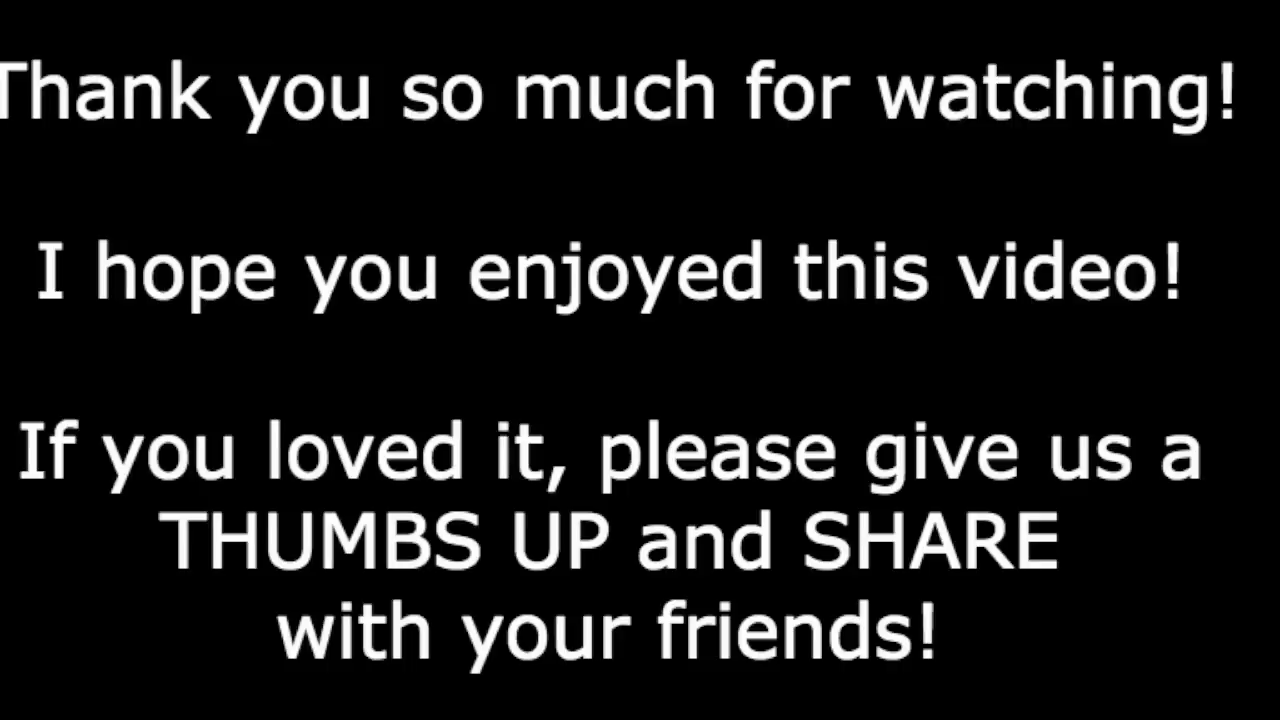 Thank you so much for watching!
I hope you enjoyed this video!
If you loved it, please give us a
THUMBS UP and SHARE
with your friends!